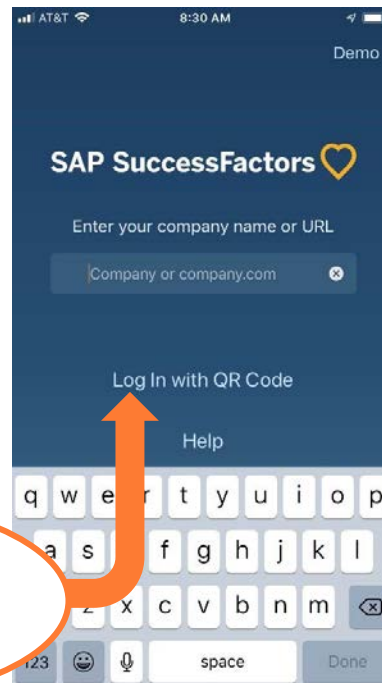 AT&T 8:30 AM
Demo
SAP SuccessFactors
Enter your company name or URL
Company or company.com
Log In with QR Code
Help
q w e r t y u i o p
a s f g h j k l
z x c v b n m
123 space Done